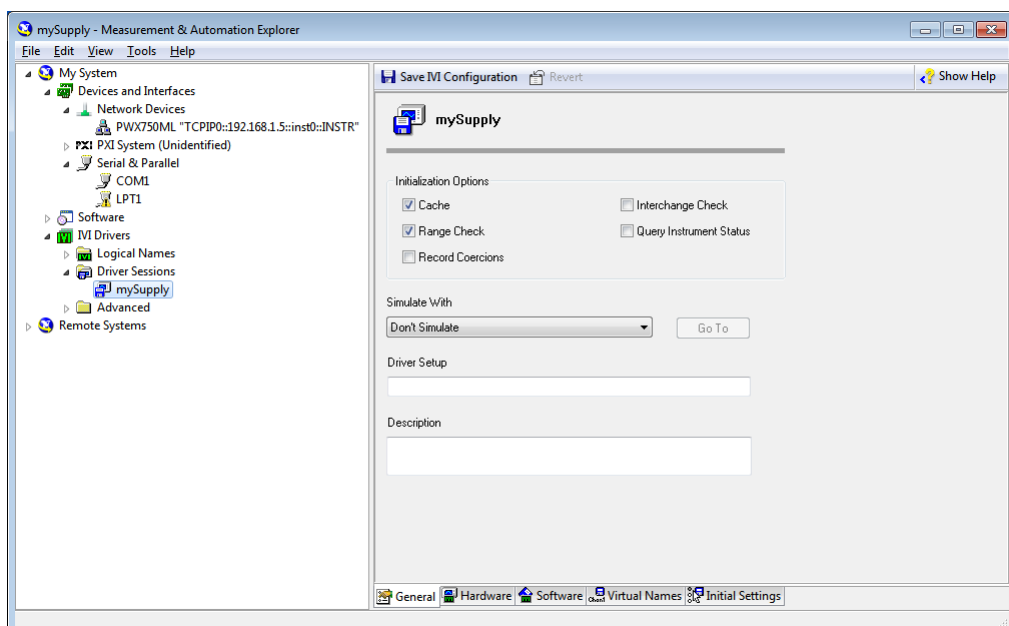 mySupply - Measurement & Automation Explorer
File Edit View Tools Help
My System
Devices and Interfaces
Network Devices
PWX750ML "TCPIP0::192.168.1.5::inst0::INSTR"
PXI PXI System (Unidentified)
Serial & Parallel
COM1
LPT1
Software
IVI IVI Drivers
Logical Names
Driver Sessions
mySupply
Advanced
Remote Systems
Save IVI Configuration Revert
Show Help
mySupply
Initialization Options
Cache
Interchange Check
Range Check
Query Instrument Status
Record Coercions
Simulate With
Don't Simulate
Go To
Driver Setup
Description
General Hardware Software Virtual Names Initial Settings